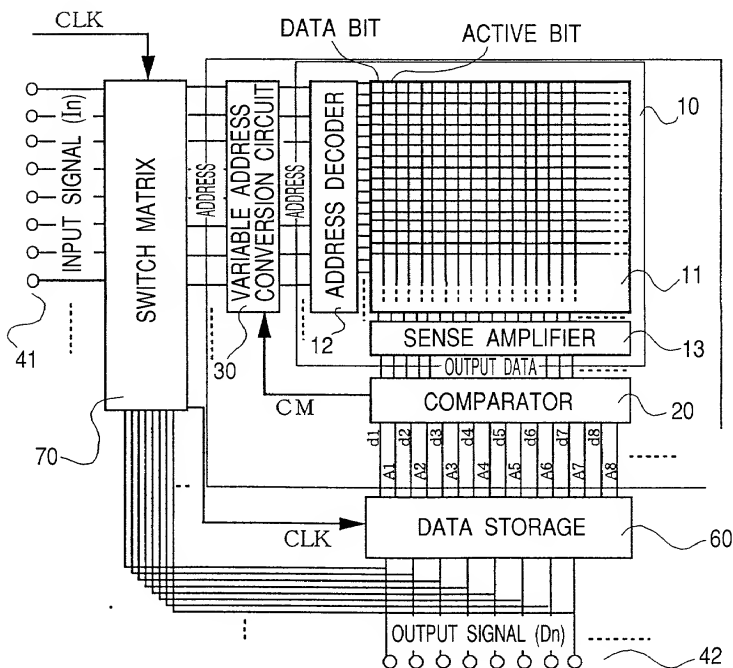 CLK
DATA BIT
ACTIVE BIT
10
INPUT SIGNAL (In)
SWITCH MATRIX
ADDRESS
VARIABLE ADDRESS
CONVERSION CIRCUIT
ADDRESS
ADDRESS DECODER
11
41
30
12
SENSE AMPLIFIER
13
OUTPUT DATA
CM
COMPARATOR
20
70
d1 d2 d3 d4 d5 d6 d7 d8
A1 A2 A3 A4 A5 A6 A7 A8
CLK
DATA STORAGE
60
OUTPUT SIGNAL (Dn)
42